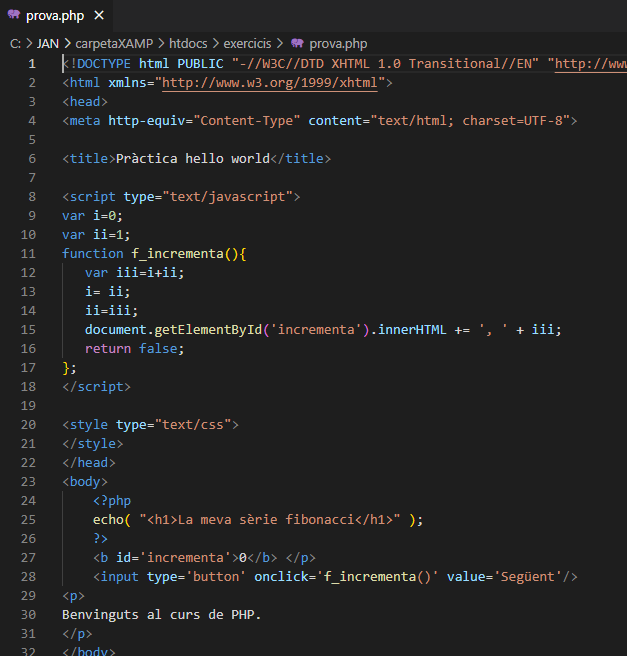 prova.php
C: > JAN > carpetaXAMP > htdocs > exercicis > prova.php
1 <!DOCTYPE html PUBLIC "-//W3C//DTD XHTML 1.0 Transitional//EN" "http://www
2 <html xmlns="http://www.w3.org/1999/xhtml">
3 <head>
4 <meta http-equiv="Content-Type" content="text/html; charset=UTF-8">
5
6 <title>Pràctica hello world</title>
7
8 <script type="text/javascript">
9 var i=0;
10 var ii=1;
11 function f_incrementa(){
12    var iii=i+ii;
13    i= ii;
14    ii=iii;
15    document.getElementById('incrementa').innerHTML += ', ' + iii;
16    return false;
17 };
18 </script>
19
20 <style type="text/css">
21 </style>
22 </head>
23 <body>
24     <?php
25     echo( "<h1>La meva sèrie fibonacci</h1>" );
26     ?>
27     <b id='incrementa'>0</b> </p>
28     <input type='button' onclick='f_incrementa()' value='Següent'/>
29 <p>
30 Benvinguts al curs de PHP.
31 </p>
32 </body>